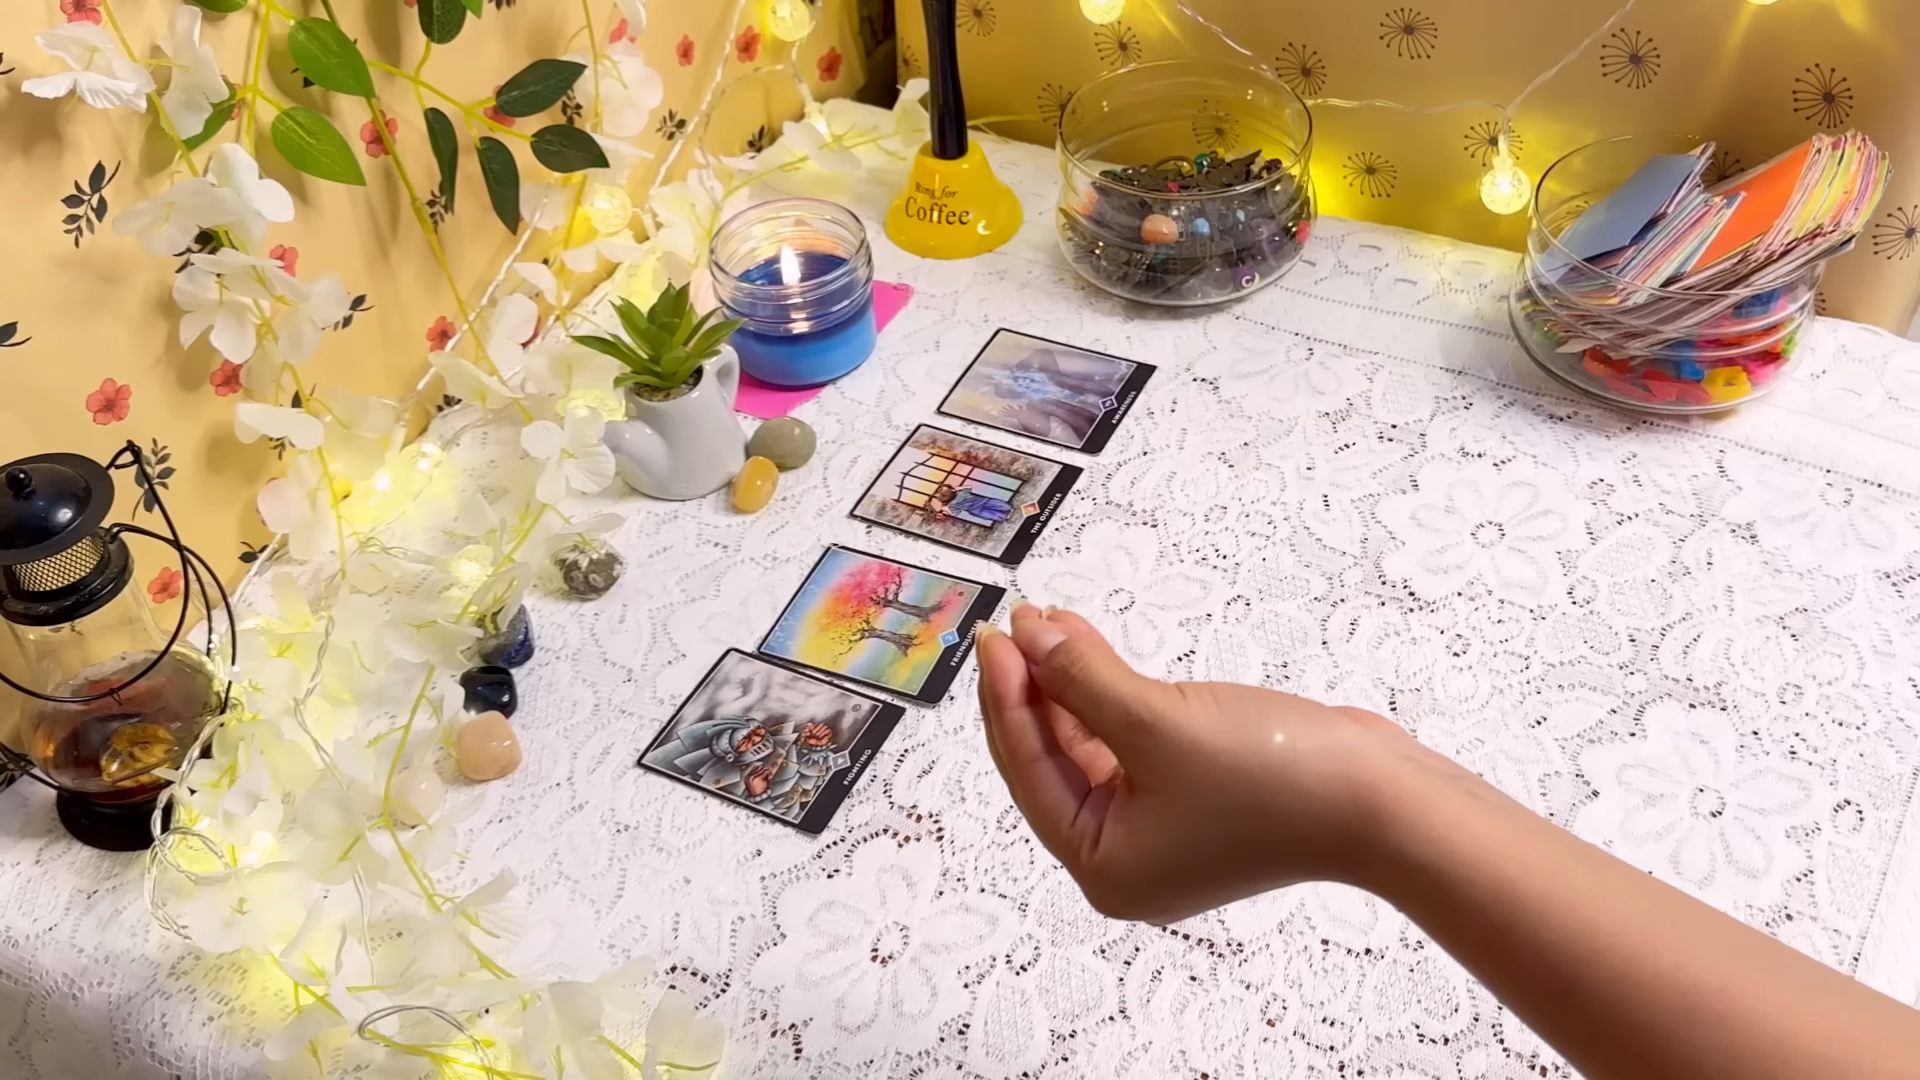 Ring for
Coffee
AWARENESS
THE OUTSIDER
FRIENDLINESS
FIGHTING